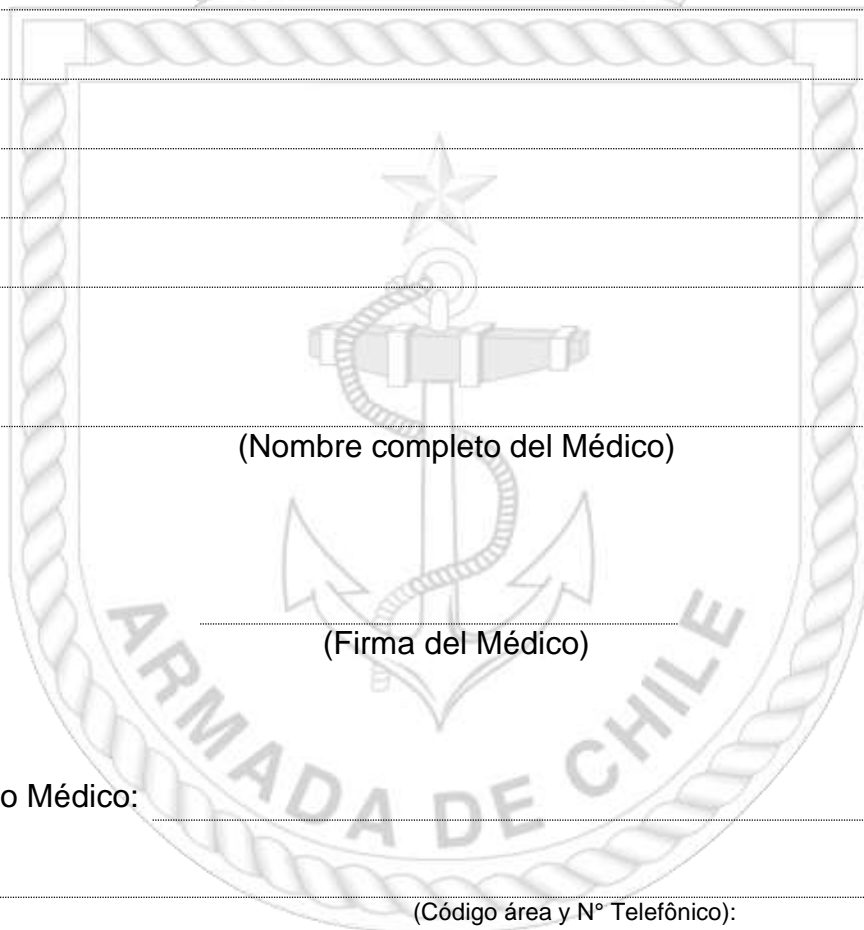 (Nombre completo del Médico)
(Firma del Médico)
ARMADA DE CHILE
o Médico:
(Código área y N° Telefônico):